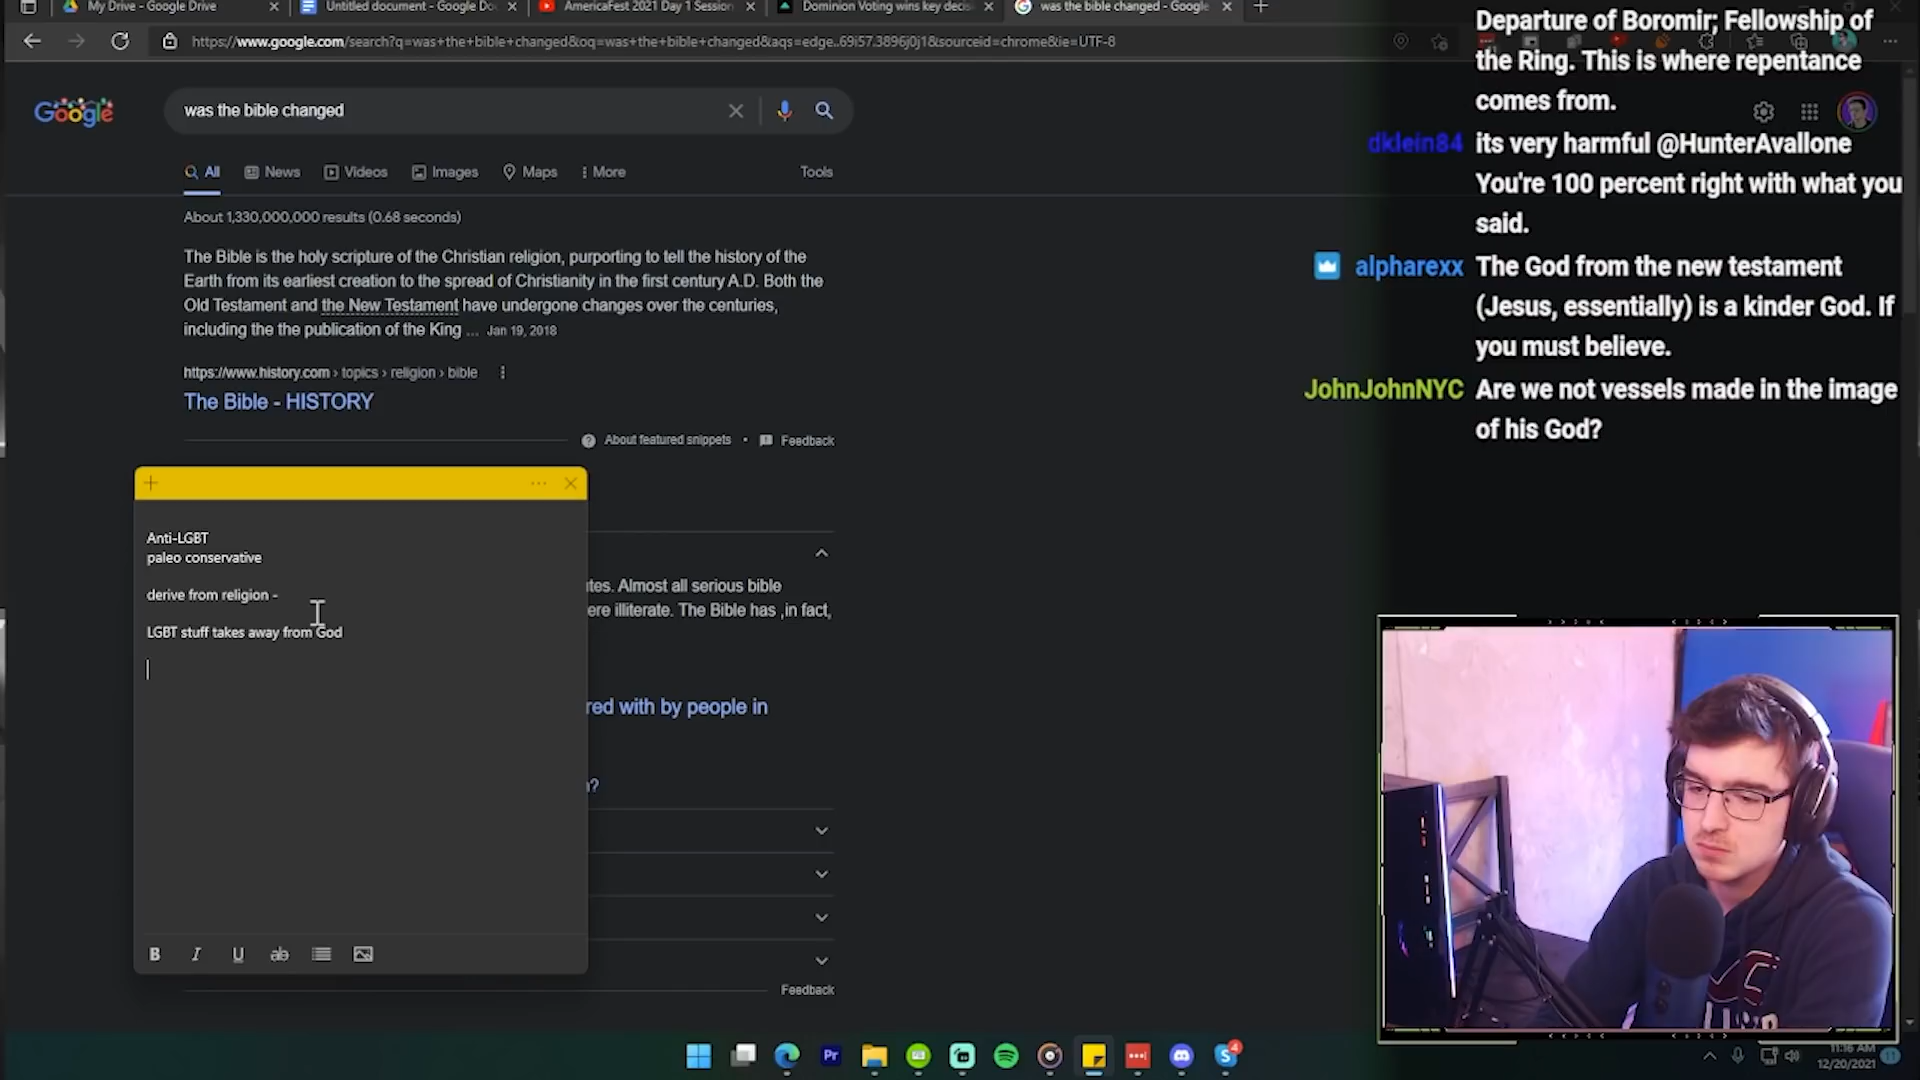 My Drive - Google Drive
Untitled document - Google Do
AmericaFest 2021 Day 1 Session
Dominion Voting wins key decis
was the bible changed - Google
https://www.google.com/search?q=was+the+bible+changed&oq=was+the+bible+changed&aqs=edge..69i57.3896j0j1&sourceid=chrome&ie=UTF-8
Google
was the bible changed
All
News
Videos
Images
Maps
More
Tools
About 1,330,000,000 results (0.68 seconds)
The Bible is the holy scripture of the Christian religion, purporting to tell the history of the
Earth from its earliest creation to the spread of Christianity in the first century A.D. Both the
Old Testament and the New Testament have undergone changes over the centuries,
including the the publication of the King ... Jan 19, 2018
https://www.history.com › topics › religion › bible
The Bible - HISTORY
About featured snippets
Feedback
Anti-LGBT
paleo conservative
derive from religion -
LGBT stuff takes away from God
B I U ab
tes. Almost all serious bible
ere illiterate. The Bible has ,in fact,
red with by people in
?
Feedback
Departure of Boromir; Fellowship of
the Ring. This is where repentance
comes from.
dklein84 its very harmful @HunterAvallone
You're 100 percent right with what you
said.
alpharexx The God from the new testament
(Jesus, essentially) is a kinder God. If
you must believe.
JohnJohnNYC Are we not vessels made in the image
of his God?
Pr
S
4
11:16 AM
12/20/2021